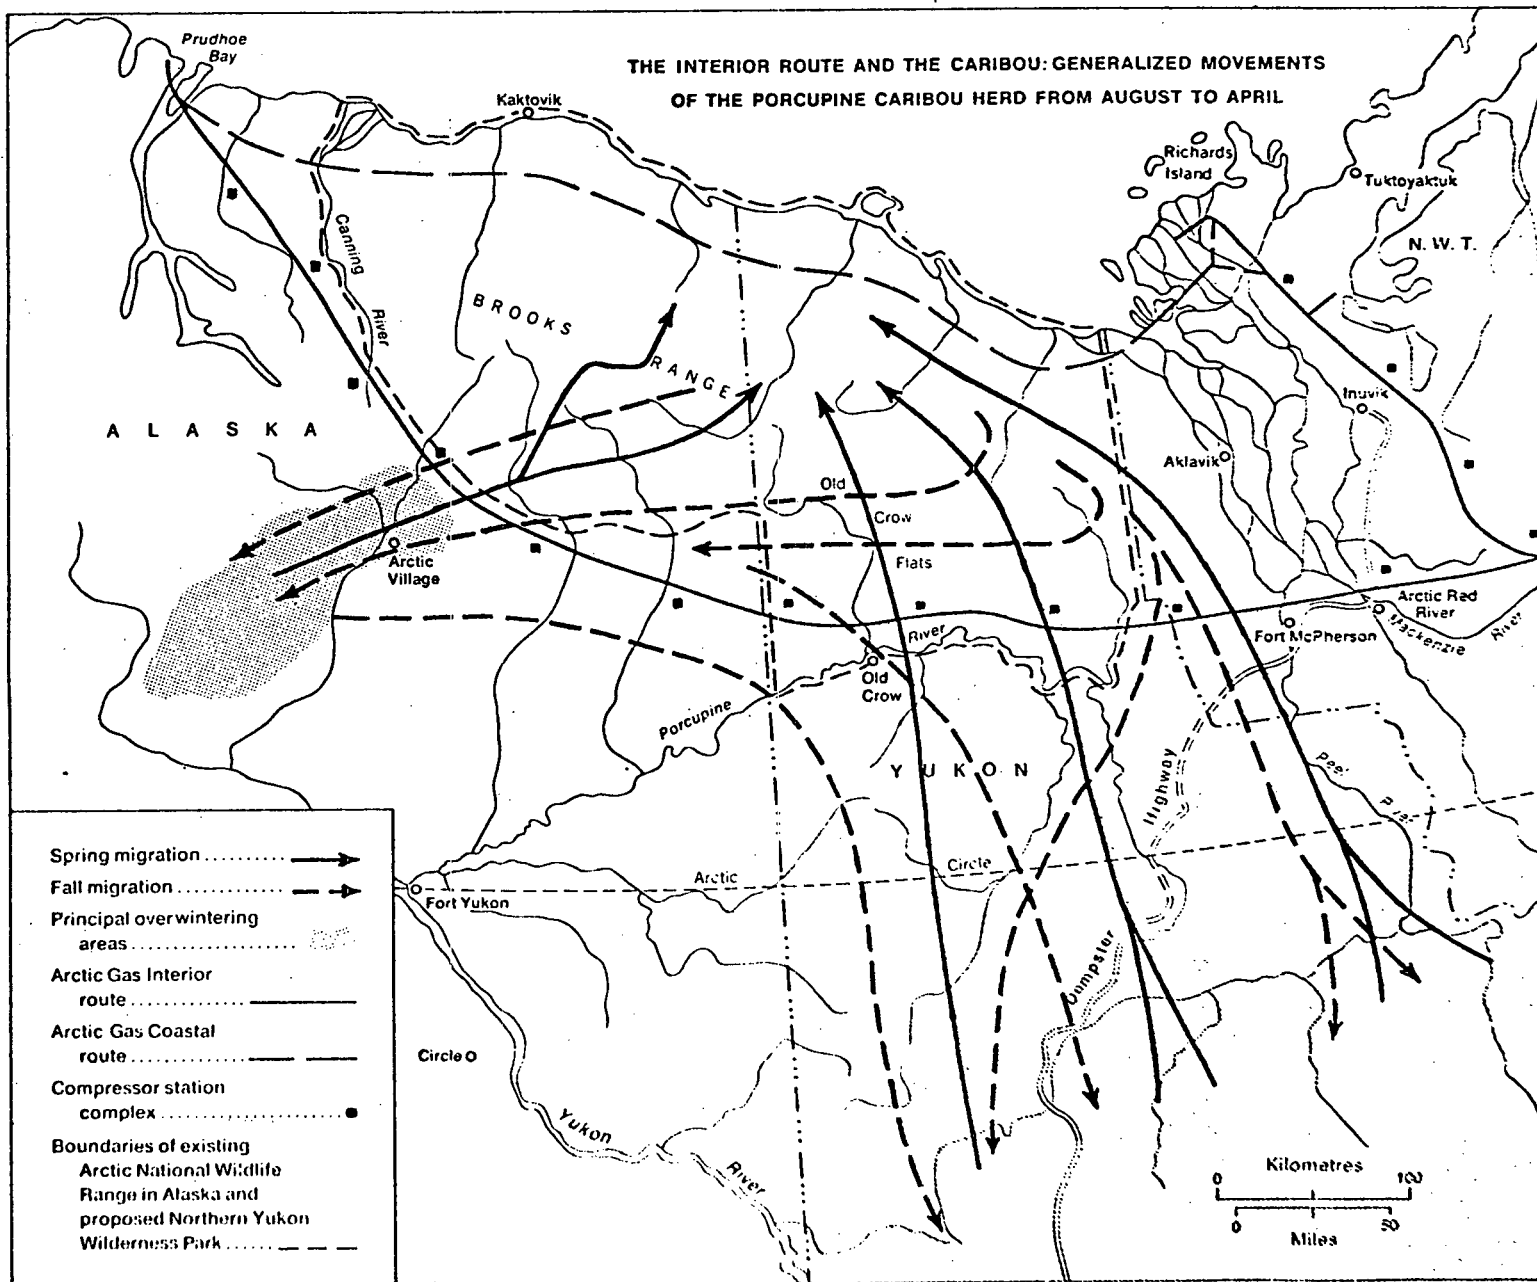 THE INTERIOR ROUTE AND THE CARIBOU: GENERALIZED MOVEMENTS
OF THE PORCUPINE CARIBOU HERD FROM AUGUST TO APRIL
Prudhoe
Bay
Kaktovik
Richards
Island
Tuktoyaktuk
N.W.T.
Canning
River
BROOKS
RANGE
ALASKA
Inuvik
Aklavik
Old
Crow
Flats
Arctic
Village
Arctic Red
River
Fort McPherson
Mackenzie
River
River
Old
Crow
Porcupine
YUKON
Highway
Peel
Arctic
Circle
Fort Yukon
Dempster
Circle
Yukon
River
Spring migration
Fall migration
Principal overwintering
areas
Arctic Gas Interior
route
Arctic Gas Coastal
route
Compressor station
complex
Boundaries of existing
Arctic National Wildlife
Range in Alaska and
proposed Northern Yukon
Wilderness Park
Kilometres
0 100
0 50
Miles